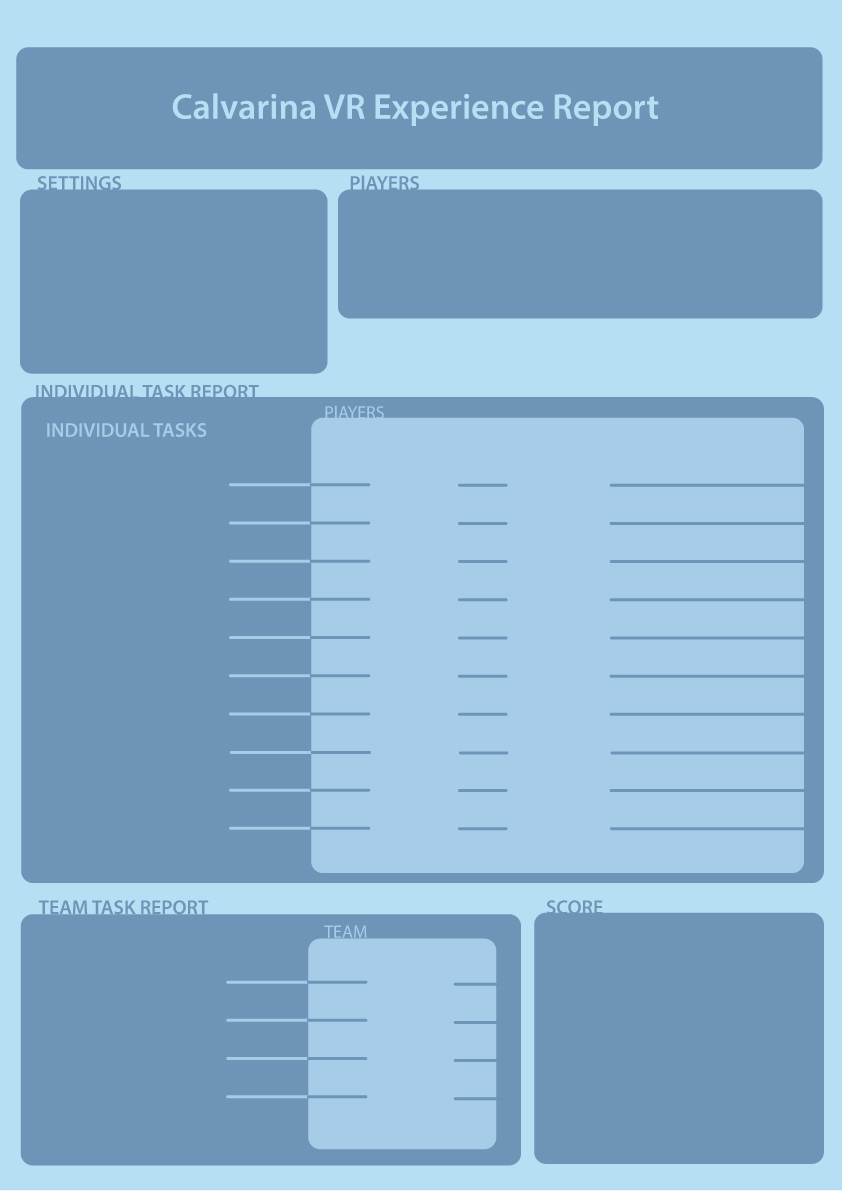 Calvarina VR Experience Report
SETTINGS
PlAYERS
INDIVIDUAL TASK REPORT
PlAYERS
INDIVIDUAL TASKS
TEAM TASK REPORT
SCORE
TEAM